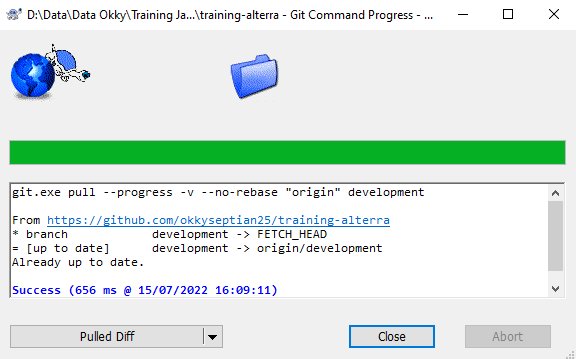 D:\Data\Data Okky\Training Ja...\training-alterra - Git Command Progress - ...
git.exe pull --progress -v --no-rebase "origin" development
From https://github.com/okkyseptian25/training-alterra
* branch development -> FETCH_HEAD
= [up to date] development -> origin/development
Already up to date.
Success (656 ms @ 15/07/2022 16:09:11)
Pulled Diff
Close
Abort